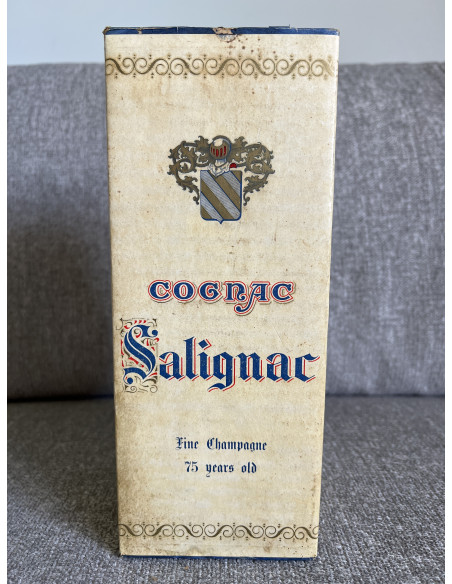 COGNAC
Salignac
Fine Champagne
75 years old